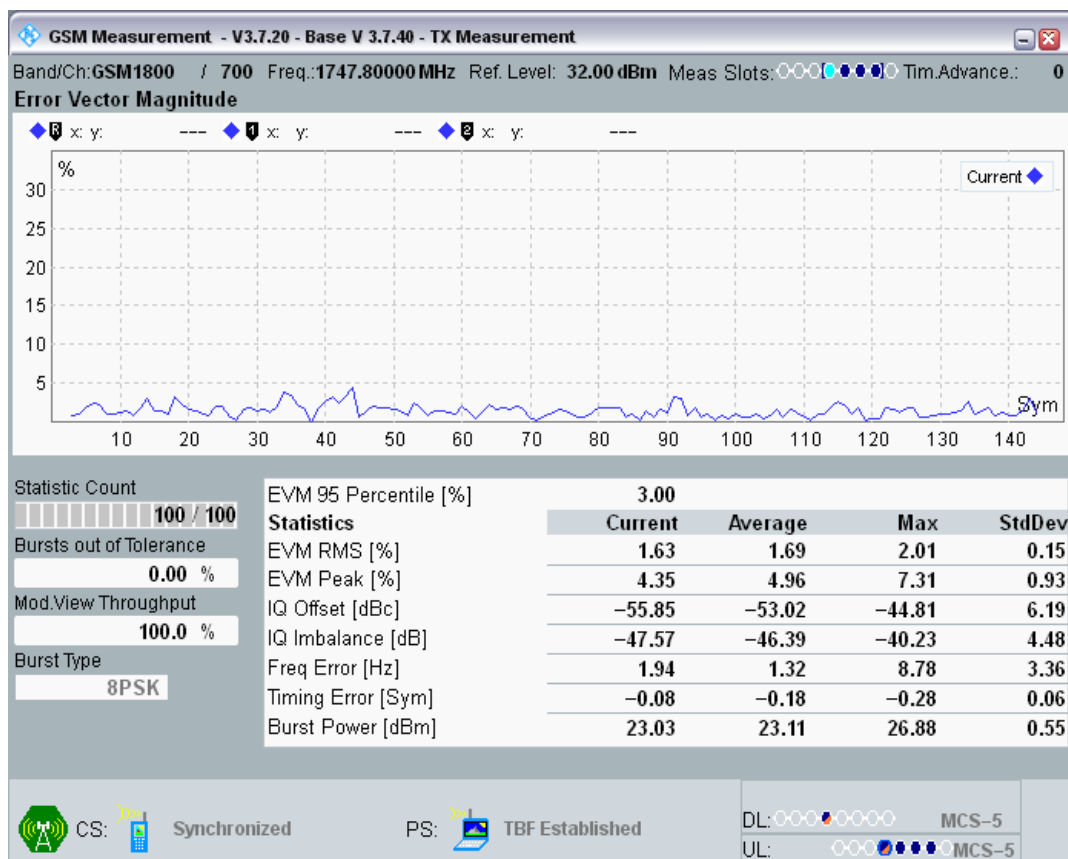 GSM Measurement - V3.7.20 - Base V 3.7.40 - TX Measurement
Band/Ch:GSM1800 / 700 Freq.:1747.80000 MHz Ref. Level: 32.00 dBm Meas Slots: Tim.Advance.: 0
Error Vector Magnitude
R x: y: --- 1 x: y: --- 2 x: y: ---
%
Current
30
25
20
15
10
5
Sym
10 20 30 40 50 60 70 80 90 100 110 120 130 140
Statistic Count
100 / 100
Bursts out of Tolerance
0.00 %
Mod.View Throughput
100.0 %
Burst Type
8PSK
EVM 95 Percentile [%] 3.00
Statistics Current Average Max StdDev
EVM RMS [%] 1.63 1.69 2.01 0.15
EVM Peak [%] 4.35 4.96 7.31 0.93
IQ Offset [dBc] −55.85 −53.02 −44.81 6.19
IQ Imbalance [dB] −47.57 −46.39 −40.23 4.48
Freq Error [Hz] 1.94 1.32 8.78 3.36
Timing Error [Sym] −0.08 −0.18 −0.28 0.06
Burst Power [dBm] 23.03 23.11 26.88 0.55
CS: Synchronized PS: TBF Established
DL: MCS−5
UL: MCS−5